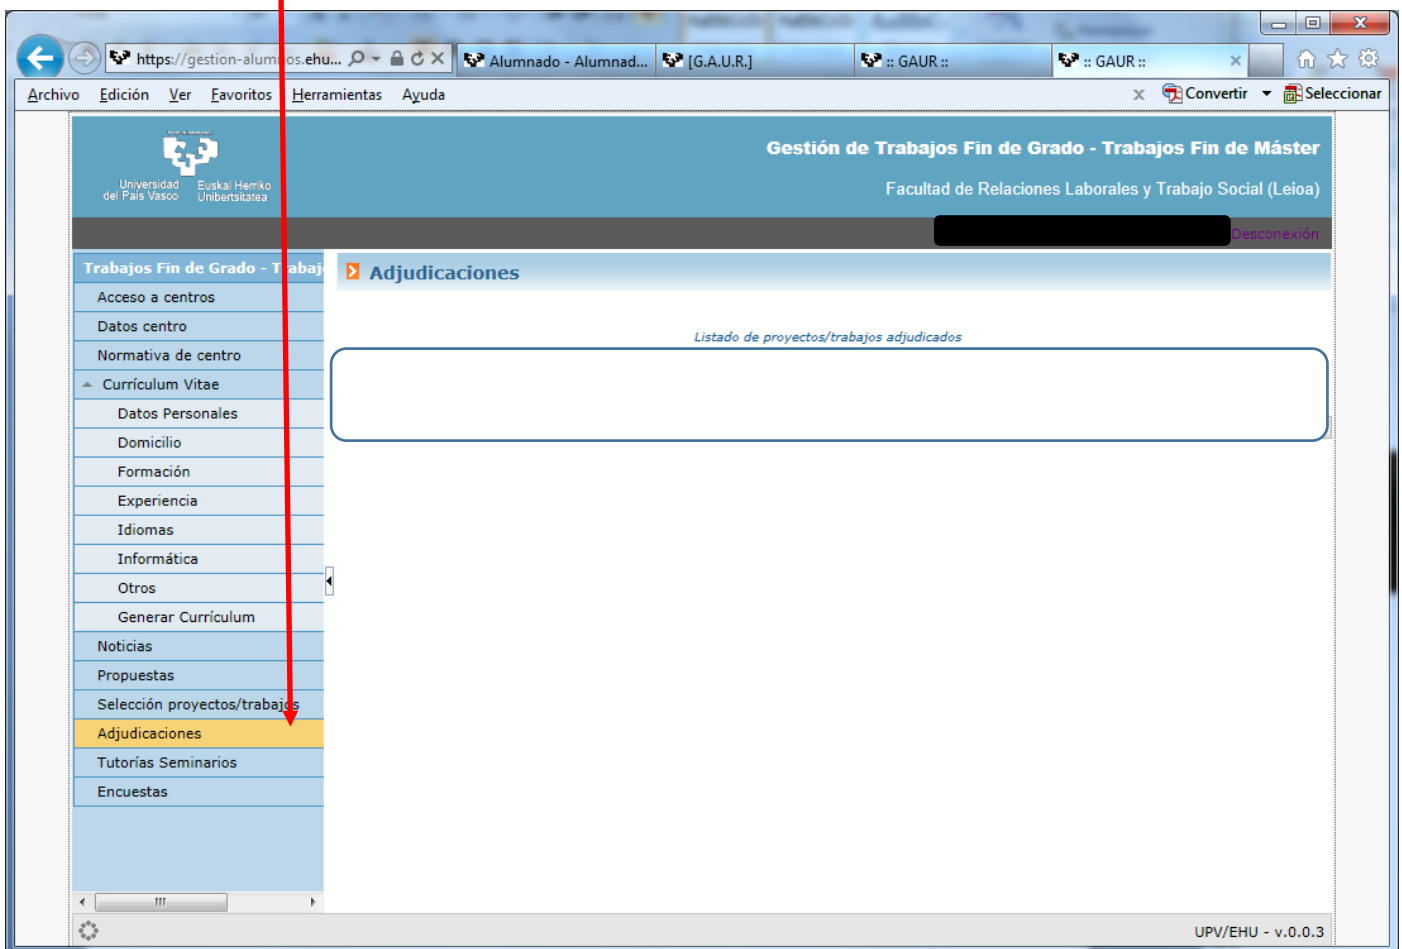 https://gestion-alumnos.ehu... Alumnado - Alumnad... [G.A.U.R.] :: GAUR :: :: GAUR ::
Archivo Edición Ver Favoritos Herramientas Ayuda Convertir Seleccionar
Universidad del País Vasco
Euskal Herriko Unibertsitatea
Gestión de Trabajos Fin de Grado - Trabajos Fin de Máster
Facultad de Relaciones Laborales y Trabajo Social (Leioa)
Desconexión
Trabajos Fin de Grado - Trabaj
Acceso a centros
Datos centro
Normativa de centro
Currículum Vitae
Datos Personales
Domicilio
Formación
Experiencia
Idiomas
Informática
Otros
Generar Currículum
Noticias
Propuestas
Selección proyectos/trabajos
Adjudicaciones
Tutorías Seminarios
Encuestas
Adjudicaciones
Listado de proyectos/trabajos adjudicados
UPV/EHU - v.0.0.3